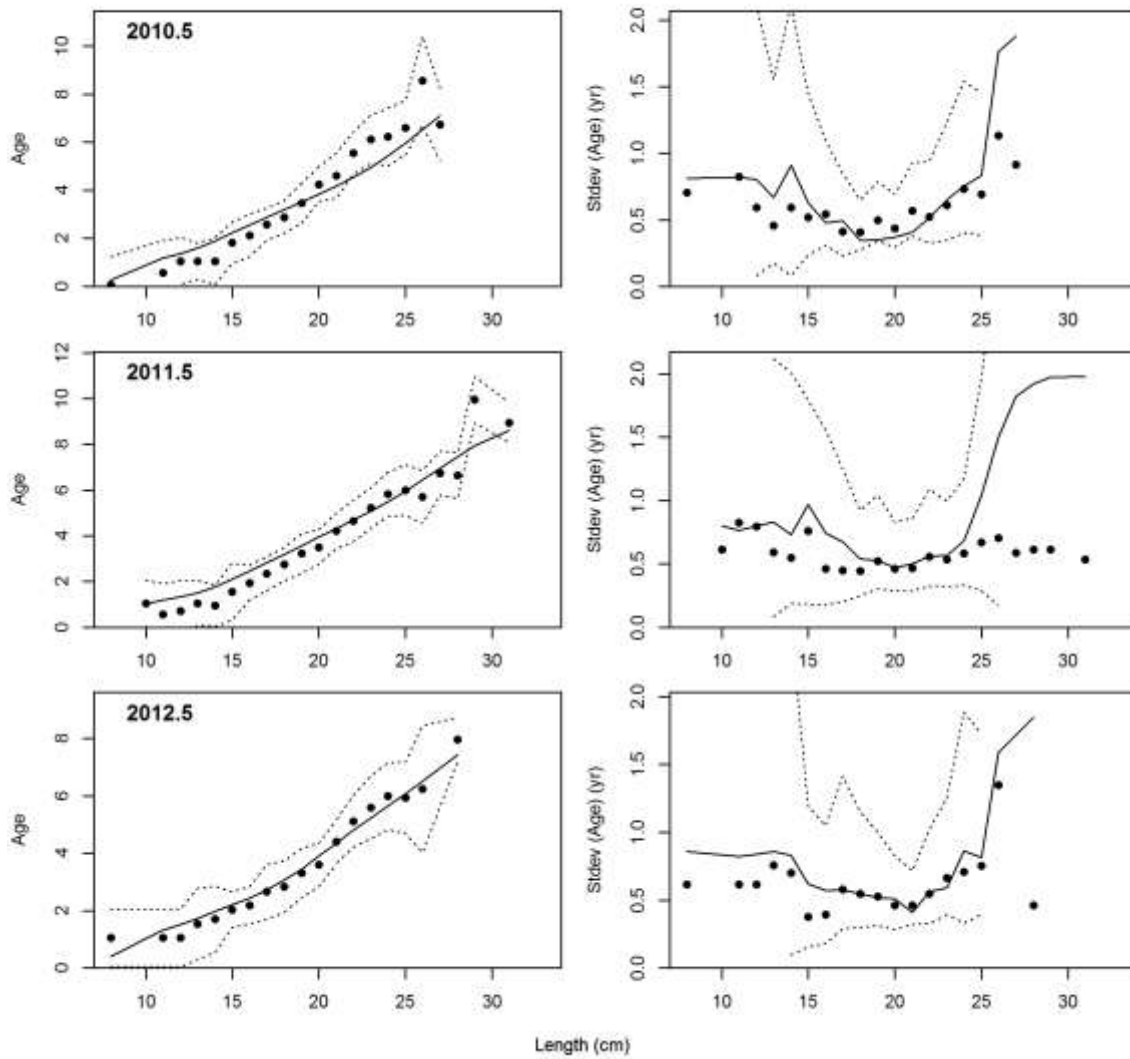 2010.5
Age
0 2 4 6 8 10
10 15 20 25 30
Stdev (Age) (yr)
0.0 0.5 1.0 1.5 2.0
10 15 20 25 30
2011.5
Age
0 2 4 6 8 10 12
10 15 20 25 30
Stdev (Age) (yr)
0.0 0.5 1.0 1.5 2.0
10 15 20 25 30
2012.5
Age
0 2 4 6 8
10 15 20 25 30
Stdev (Age) (yr)
0.0 0.5 1.0 1.5 2.0
10 15 20 25 30
Length (cm)